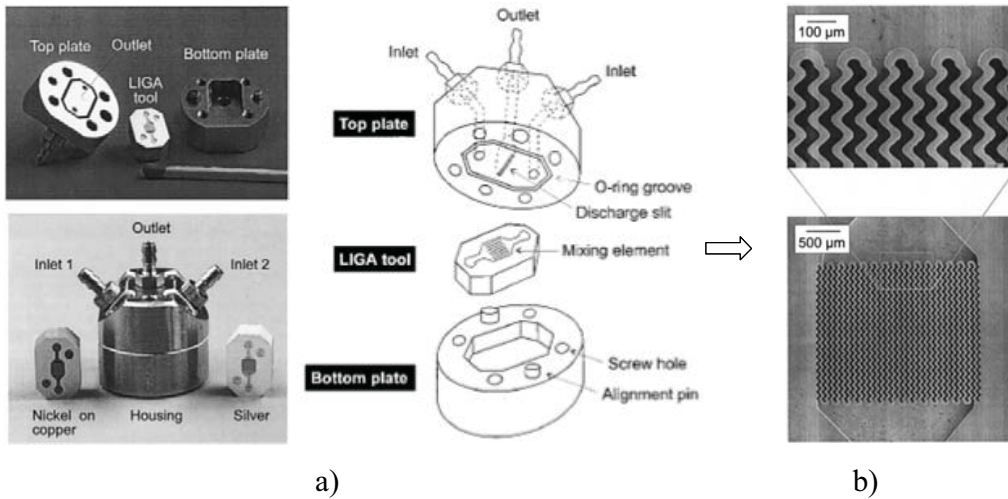 Top plate
Outlet
Bottom plate
LIGA
tool
Outlet
Inlet 1
Inlet 2
Nickel on
copper
Housing
Silver
Outlet
Inlet
Inlet
Top plate
O-ring groove
Discharge slit
LIGA tool
Mixing element
Screw hole
Bottom plate
Alignment pin
100 µm
500 µm
a)
b)